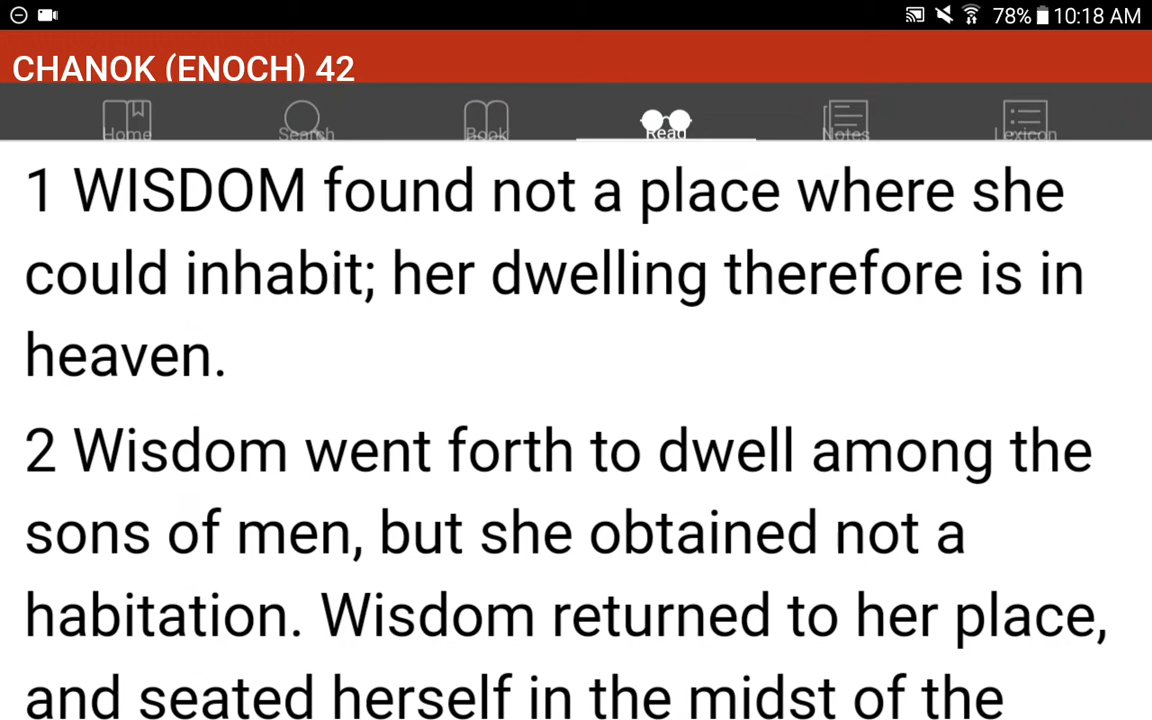 78% 10:18 AM
CHANOK (ENOCH) 42
Home Search Book Read Notes Lexicon
1 WISDOM found not a place where she
could inhabit; her dwelling therefore is in
heaven.
2 Wisdom went forth to dwell among the
sons of men, but she obtained not a
habitation. Wisdom returned to her place,
and seated herself in the midst of the